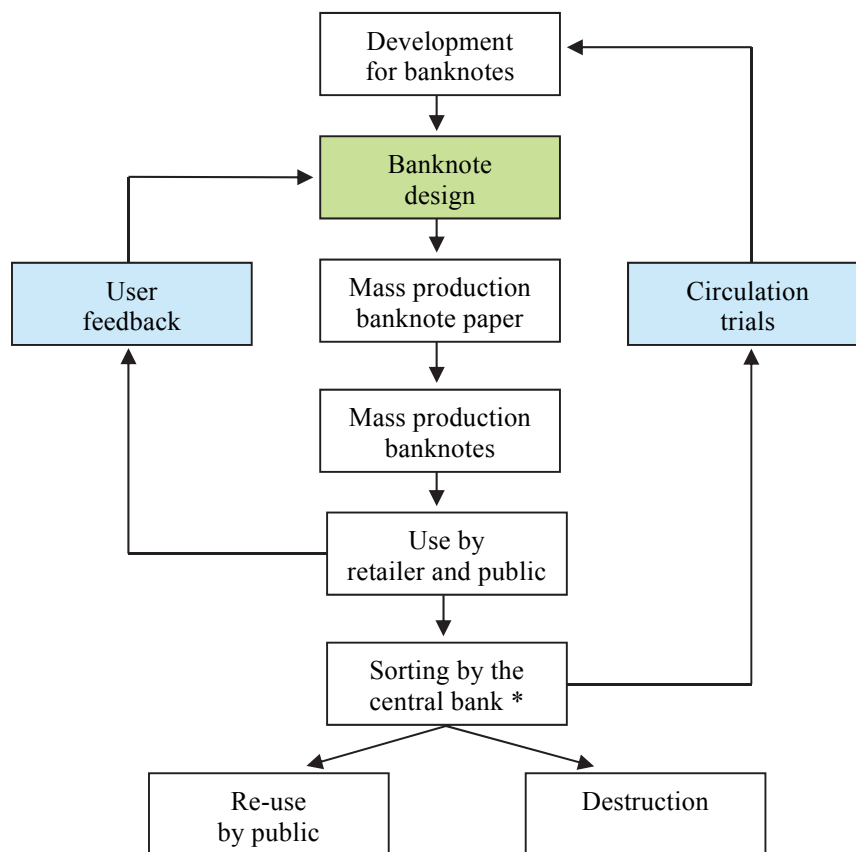 Development
for banknotes
Banknote
design
User
feedback
Mass production
banknote paper
Circulation
trials
Mass production
banknotes
Use by
retailer and public
Sorting by the
central bank *
Re-use
by public
Destruction